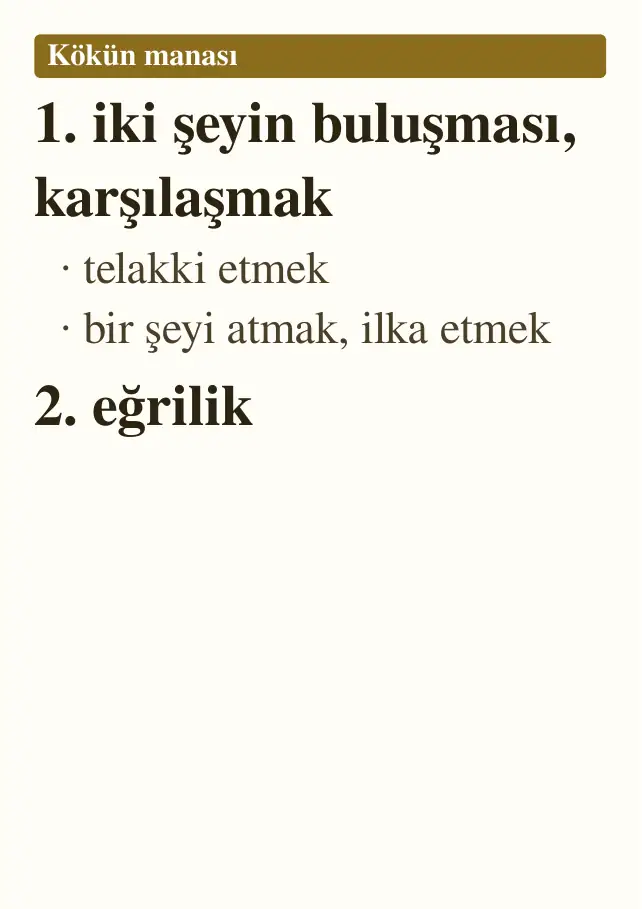 Kökün manası
1. iki şeyin buluşması,
karşılaşmak
· telakki etmek
· bir şeyi atmak, ilka etmek
2. eğrilik